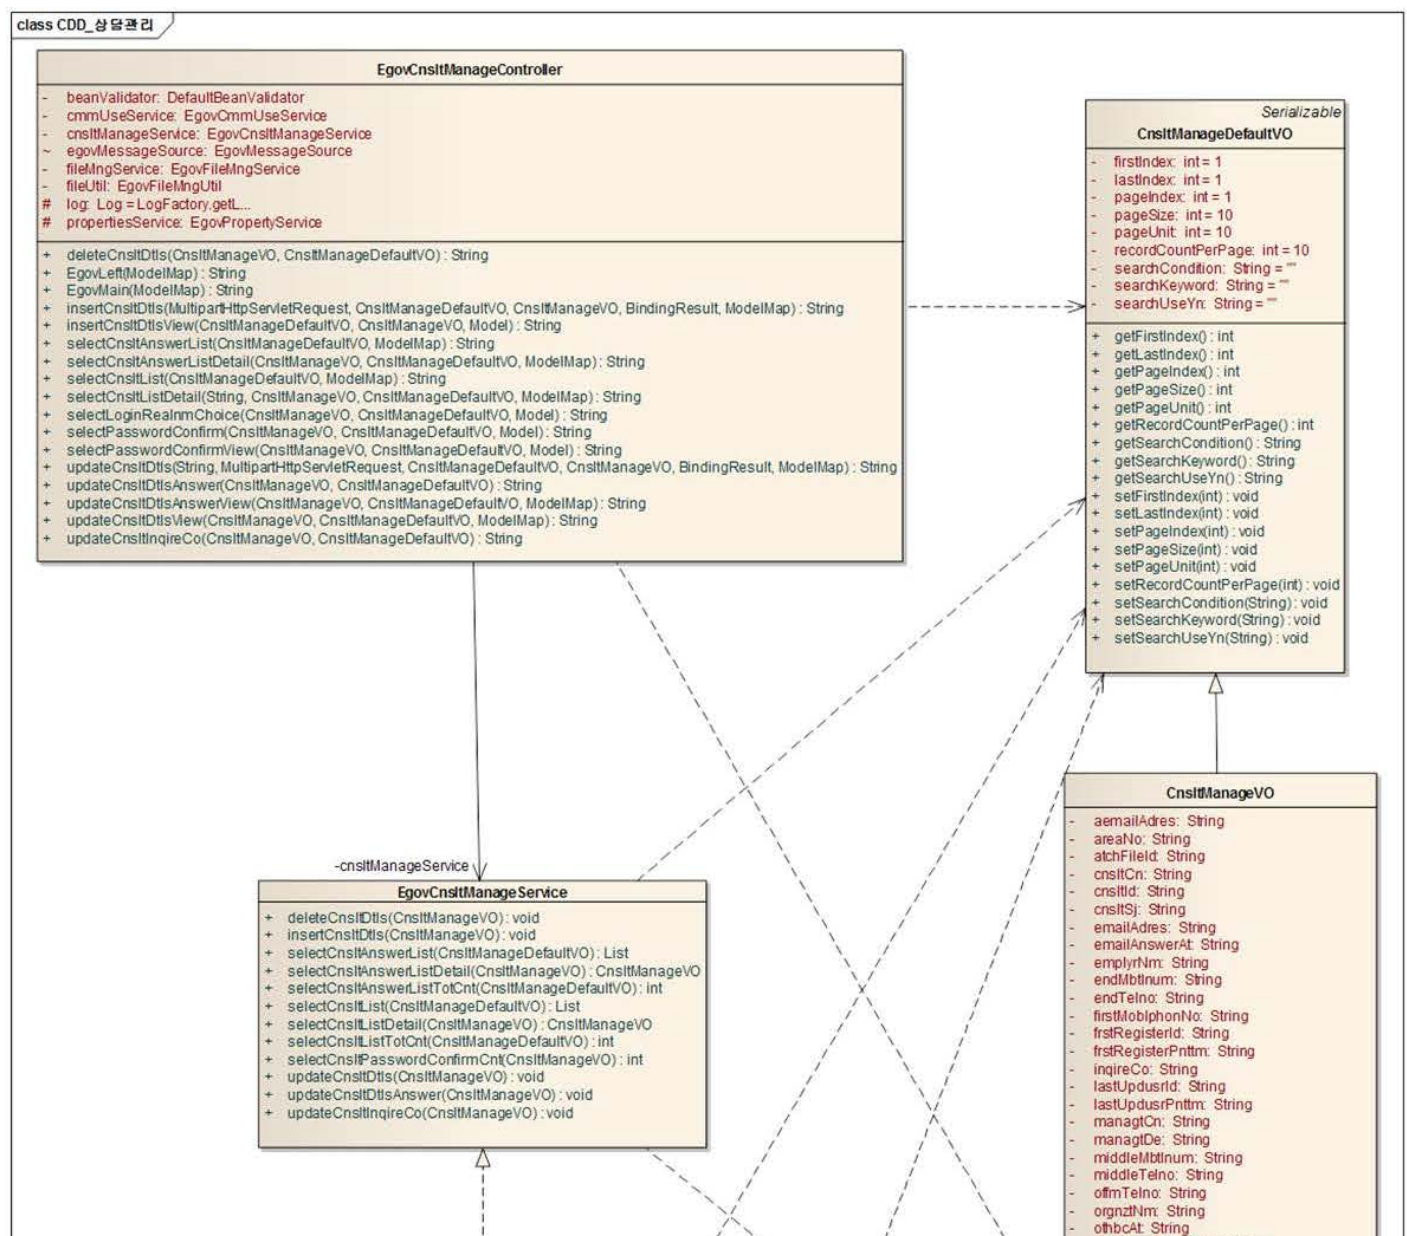 class CDD_상담관리
EgovCnsltManageController
- beanValidator: DefaultBeanValidator
- cmmUseService: EgovCmmUseService
- cnsltManageService: EgovCnsltManageService
~ egovMessageSource: EgovMessageSource
- fileMngService: EgovFileMngService
- fileUtil: EgovFileMngUtil
# log: Log = LogFactory.getL...
# propertiesService: EgovPropertyService
+ deleteCnsltDtls(CnsltManageVO, CnsltManageDefaultVO) : String
+ EgovLeft(ModelMap) : String
+ EgovMain(ModelMap) : String
+ insertCnsltDtls(MultipartHttpServletRequest, CnsltManageDefaultVO, CnsltManageVO, BindingResult, ModelMap) : String
+ insertCnsltDtlsView(CnsltManageDefaultVO, CnsltManageVO, Model) : String
+ selectCnsltAnswerList(CnsltManageDefaultVO, ModelMap) : String
+ selectCnsltAnswerListDetail(CnsltManageVO, CnsltManageDefaultVO, ModelMap) : String
+ selectCnsltList(CnsltManageDefaultVO, ModelMap) : String
+ selectCnsltListDetail(String, CnsltManageVO, CnsltManageDefaultVO, ModelMap) : String
+ selectLoginRealnmChoice(CnsltManageVO, CnsltManageDefaultVO, Model) : String
+ selectPasswordConfirm(CnsltManageVO, CnsltManageDefaultVO, Model) : String
+ selectPasswordConfirmView(CnsltManageVO, CnsltManageDefaultVO, Model) : String
+ updateCnsltDtls(String, MultipartHttpServletRequest, CnsltManageDefaultVO, CnsltManageVO, BindingResult, ModelMap) : String
+ updateCnsltDtlsAnswer(CnsltManageVO, CnsltManageDefaultVO) : String
+ updateCnsltDtlsAnswerView(CnsltManageVO, CnsltManageDefaultVO, ModelMap) : String
+ updateCnsltDtlsView(CnsltManageVO, CnsltManageDefaultVO, ModelMap) : String
+ updateCnsltInqireCo(CnsltManageVO, CnsltManageDefaultVO) : String
Serializable
CnsltManageDefaultVO
- firstIndex: int = 1
- lastIndex: int = 1
- pageIndex: int = 1
- pageSize: int = 10
- pageUnit: int = 10
- recordCountPerPage: int = 10
- searchCondition: String = ""
- searchKeyword: String = ""
- searchUseYn: String = ""
+ getFirstIndex() : int
+ getLastIndex() : int
+ getPageIndex() : int
+ getPageSize() : int
+ getPageUnit() : int
+ getRecordCountPerPage() : int
+ getSearchCondition() : String
+ getSearchKeyword() : String
+ getSearchUseYn() : String
+ setFirstIndex(int) : void
+ setLastIndex(int) : void
+ setPageIndex(int) : void
+ setPageSize(int) : void
+ setPageUnit(int) : void
+ setRecordCountPerPage(int) : void
+ setSearchCondition(String) : void
+ setSearchKeyword(String) : void
+ setSearchUseYn(String) : void
-cnsltManageService
EgovCnsltManageService
+ deleteCnsltDtls(CnsltManageVO) : void
+ insertCnsltDtls(CnsltManageVO) : void
+ selectCnsltAnswerList(CnsltManageDefaultVO) : List
+ selectCnsltAnswerListDetail(CnsltManageVO) : CnsltManageVO
+ selectCnsltAnswerListTotCnt(CnsltManageDefaultVO) : int
+ selectCnsltList(CnsltManageDefaultVO) : List
+ selectCnsltListDetail(CnsltManageVO) : CnsltManageVO
+ selectCnsltListTotCnt(CnsltManageDefaultVO) : int
+ selectCnsltPasswordConfirmCnt(CnsltManageVO) : int
+ updateCnsltDtls(CnsltManageVO) : void
+ updateCnsltDtlsAnswer(CnsltManageVO) : void
+ updateCnsltInqireCo(CnsltManageVO) : void
CnsltManageVO
- aemailAdres: String
- areaNo: String
- atchFileId: String
- cnsltCn: String
- cnsltId: String
- cnsltSj: String
- emailAdres: String
- emailAnswerAt: String
- emplyrNm: String
- endMbtlnum: String
- endTelno: String
- firstMoblphonNo: String
- frstRegisterId: String
- frstRegisterPnttm: String
- inqireCo: String
- lastUpdusrId: String
- lastUpdusrPnttm: String
- managtCn: String
- managtDe: String
- middleMbtlnum: String
- middleTelno: String
- offmTelno: String
- orgnztNm: String
- othbcAt: String